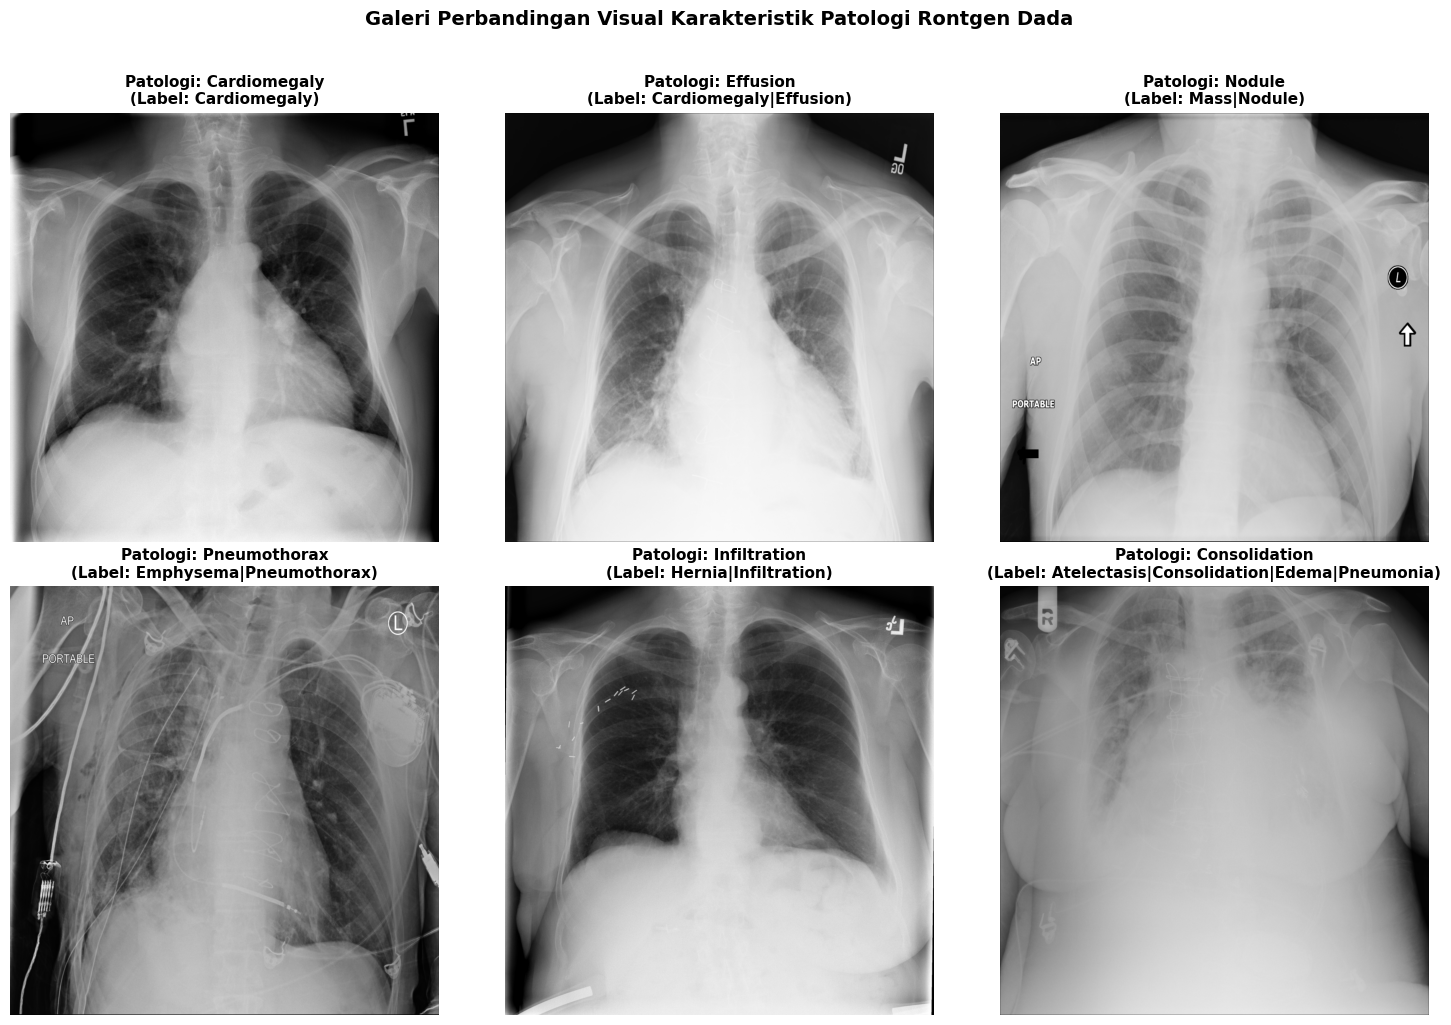 Galeri Perbandingan Visual Karakteristik Patologi Rontgen Dada
Patologi: Cardiomegaly
(Label: Cardiomegaly)
L
Patologi: Effusion
(Label: Cardiomegaly|Effusion)
L
Patologi: Nodule
(Label: Mass|Nodule)
L
AP
PORTABLE
Patologi: Pneumothorax
(Label: Emphysema|Pneumothorax)
AP
L
PORTABLE
Patologi: Infiltration
(Label: Hernia|Infiltration)
L
Patologi: Consolidation
(Label: Atelectasis|Consolidation|Edema|Pneumonia)
R